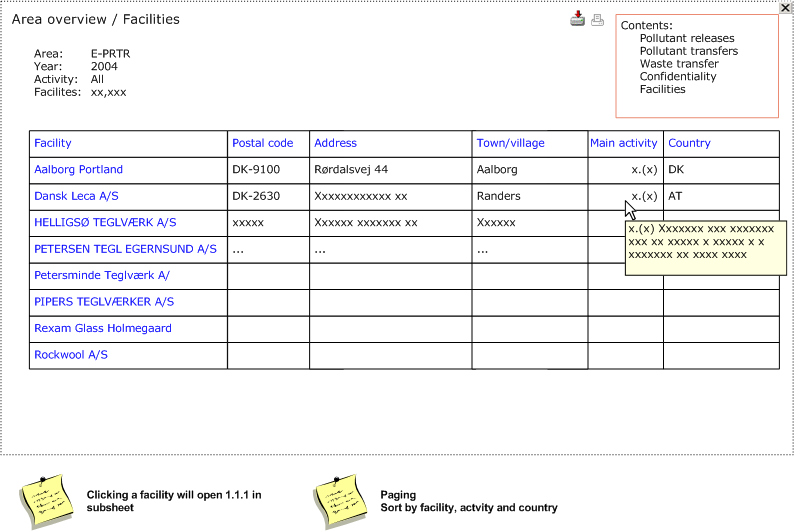 Area overview / Facilities
Contents:
Pollutant releases
Pollutant transfers
Waste transfer
Confidentiality
Facilities
Area: E-PRTR
Year: 2004
Activity: All
Facilites: xx,xxx
Facility Postal code Address Town/village Main activity Country
Aalborg Portland DK-9100 Rørdalsvej 44 Aalborg x.(x) DK
Dansk Leca A/S DK-2630 Xxxxxxxxxxxx xx Randers x.(x) AT
HELLIGSØ TEGLVÆRK A/S xxxxx Xxxxxx xxxxxxx xx Xxxxxx
PETERSEN TEGL EGERNSUND A/S ... ... ...
x.(x) Xxxxxxx xxx xxxxxxx
xxx xx xxxxx x xxxxx x x
xxxxxxx xx xxxx xxxx
Petersminde Teglværk A/
PIPERS TEGLVÆRKER A/S
Rexam Glass Holmegaard
Rockwool A/S
Clicking a facility will open 1.1.1 in
subsheet
Paging
Sort by facility, actvity and country